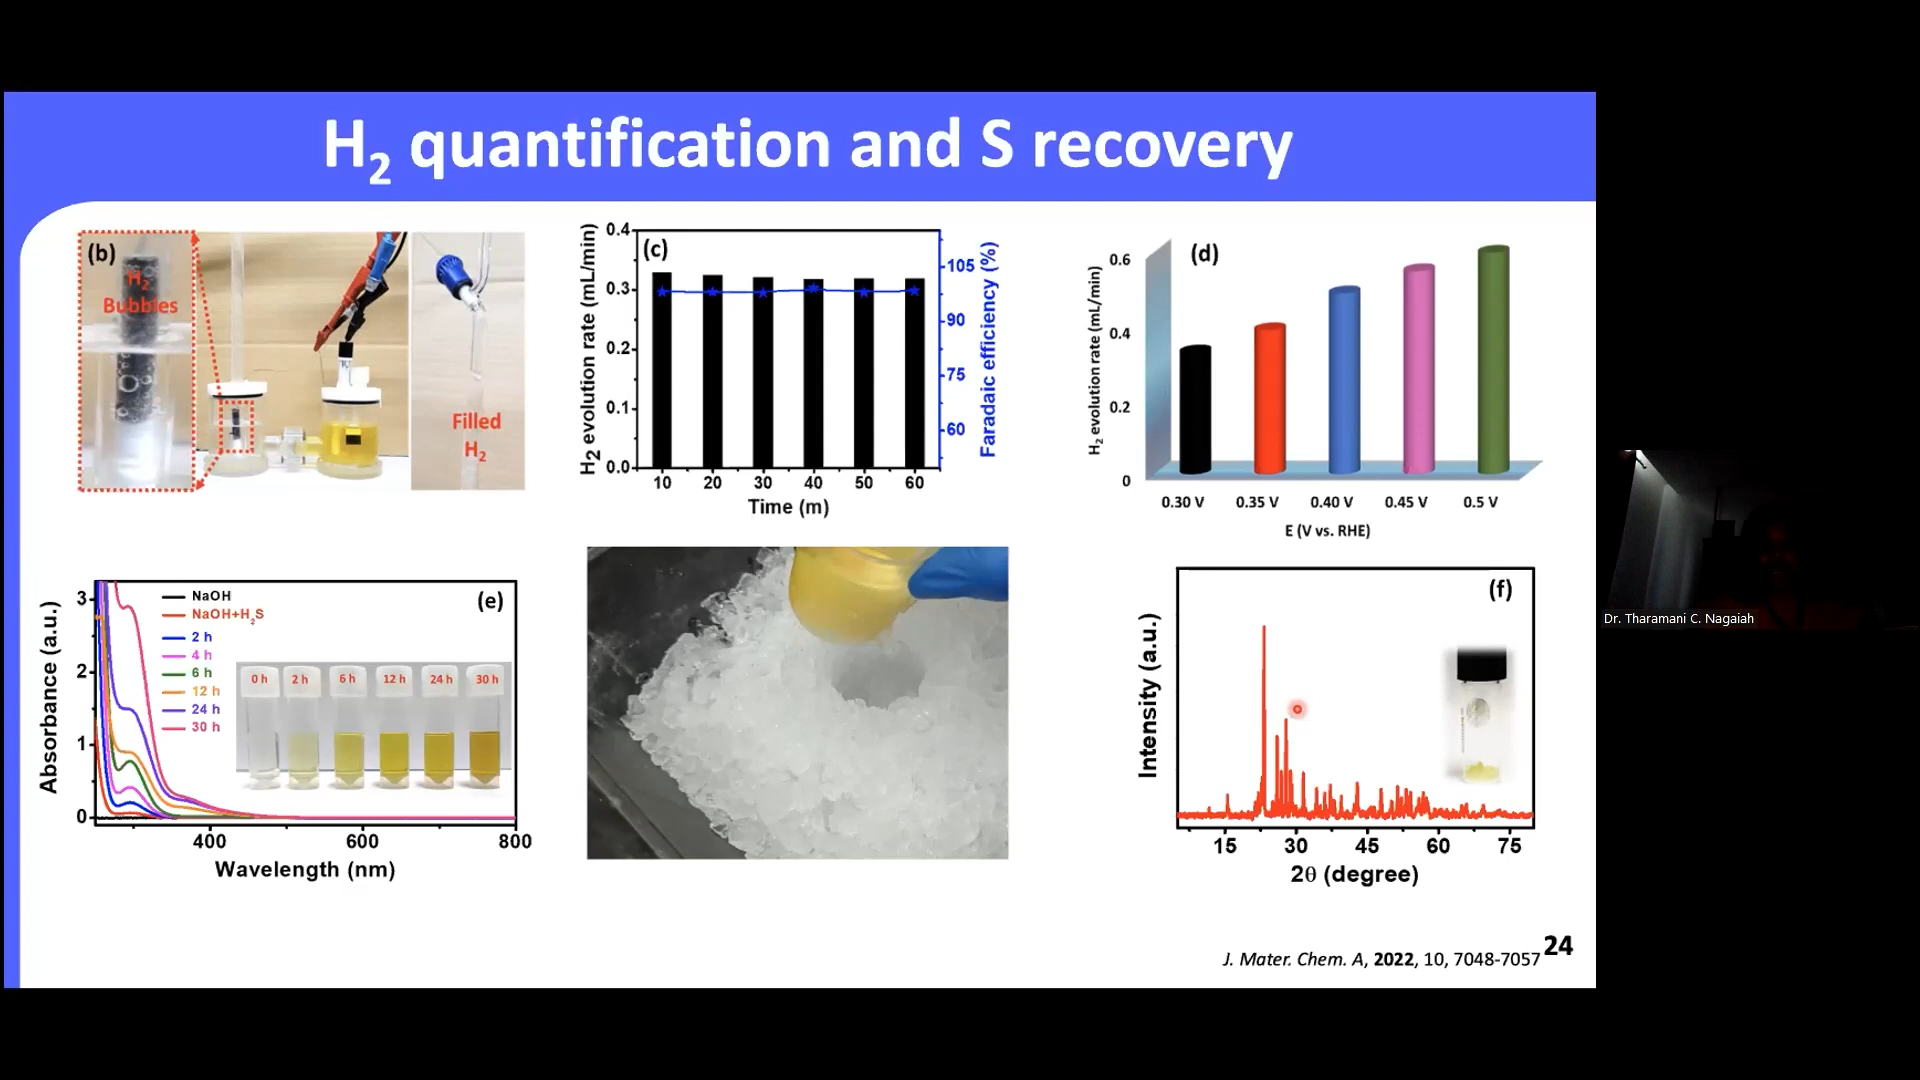 H2 quantification and S recovery
(b)
H2
Bubbles
Filled
H2
(c)
H2 evolution rate (mL/min)
0.4
0.3
0.2
0.1
0.0
10 20 30 40 50 60
Time (m)
105
90
75
60
Faradaic efficiency (%)
(d)
H2 evolution rate (mL/min)
0.6
0.4
0.2
0
0.30 V 0.35 V 0.40 V 0.45 V 0.5 V
E (V vs. RHE)
(e)
Absorbance (a.u.)
3
2
1
0
NaOH
NaOH+H2S
2 h
4 h
6 h
12 h
24 h
30 h
0 h 2 h 6 h 12 h 24 h 30 h
400 600 800
Wavelength (nm)
(f)
Intensity (a.u.)
15 30 45 60 75
2θ (degree)
J. Mater. Chem. A, 2022, 10, 7048-7057
24
Dr. Tharamani C. Nagaiah